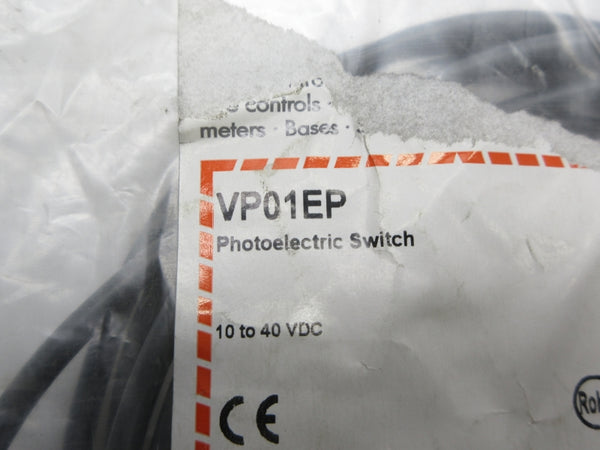 controls ·
meters · Bases ·
VP01EP
Photoelectric Switch
10 to 40 VDC
CE